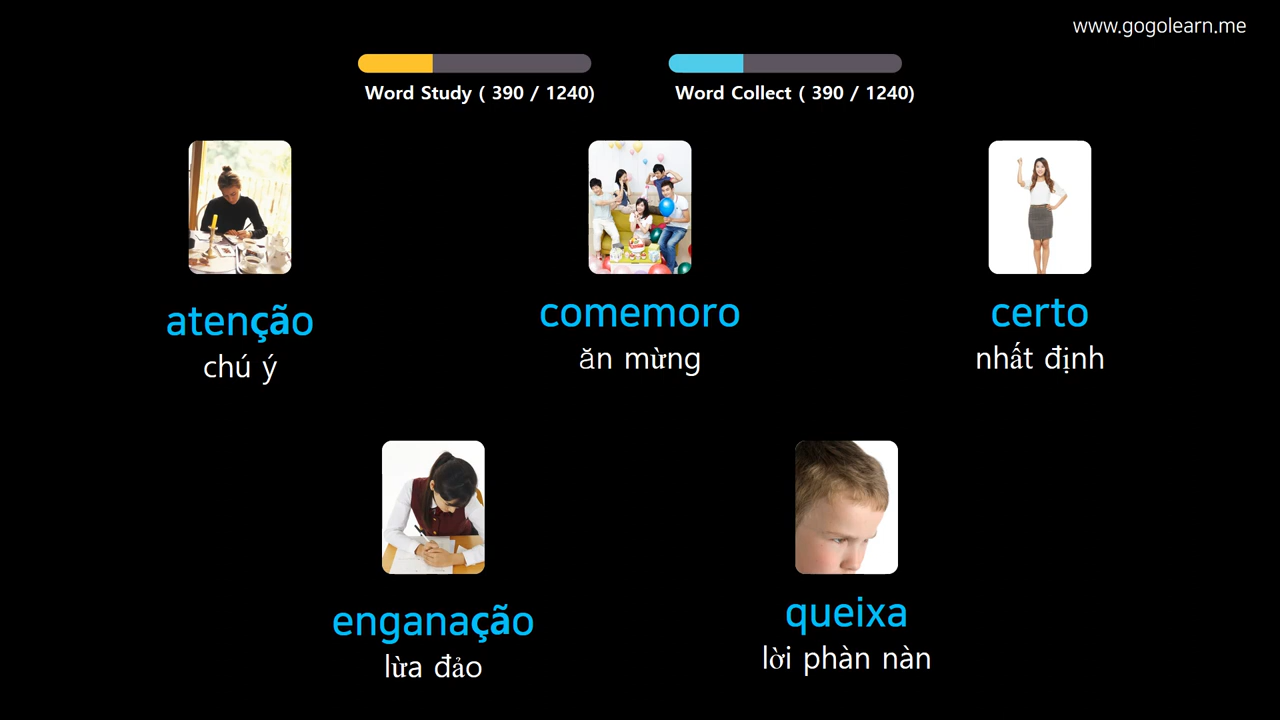 www.gogolearn.me
Word Study ( 390 / 1240)
Word Collect ( 390 / 1240)
atenção
chú ý
comemoro
ăn mừng
certo
nhất định
enganação
lừa đảo
queixa
lời phàn nàn